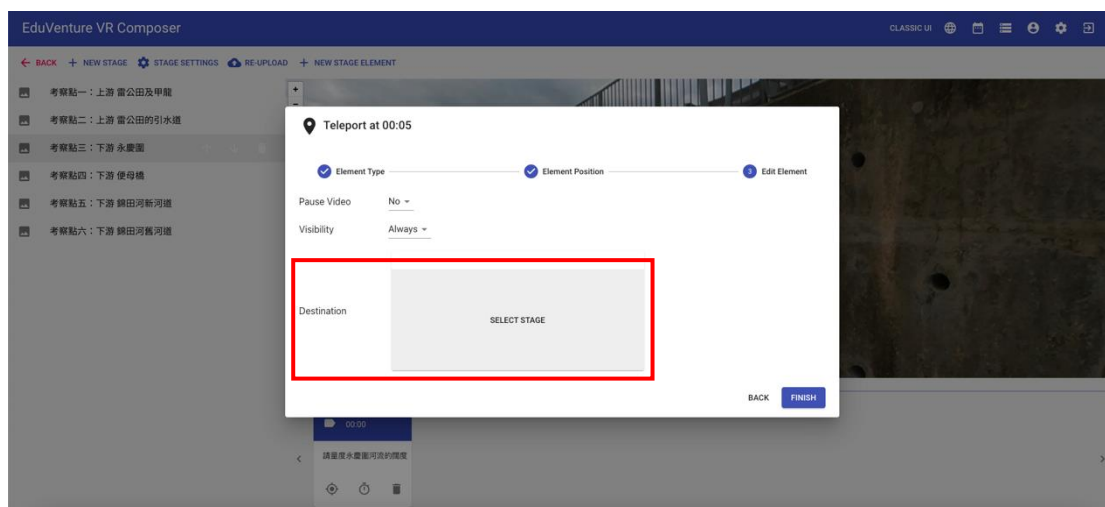 EduVenture VR Composer
CLASSIC UI
BACK + NEW STAGE STAGE SETTINGS RE-UPLOAD + NEW STAGE ELEMENT
考察點一：上游 雷公田及甲龍
考察點二：上游 雷公田的引水道
考察點三：下游 永慶圍
考察點四：下游 便母橋
考察點五：下游 錦田河新河道
考察點六：下游 錦田河舊河道
+
Teleport at 00:05
Element Type
Element Position
3 Edit Element
Pause Video No
Visibility Always
Destination
SELECT STAGE
BACK FINISH
00:00
請量度永慶圍河流的闊度